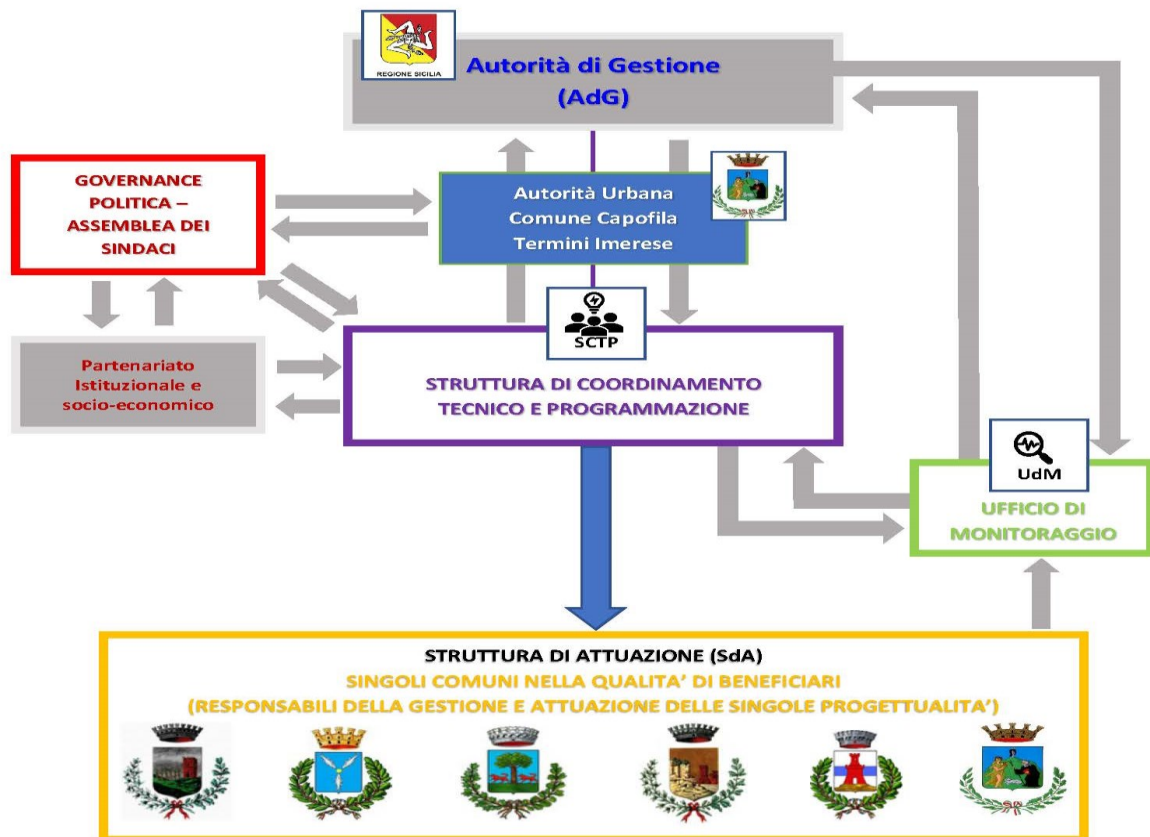 REGIONE SICILIA
Autorità di Gestione
(AdG)
GOVERNANCE
POLITICA –
ASSEMBLEA DEI
SINDACI
Autorità Urbana
Comune Capofila
Termini Imerese
SCTP
Partenariato
Istituzionale e
socio-economico
STRUTTURA DI COORDINAMENTO
TECNICO E PROGRAMMAZIONE
UdM
UFFICIO DI
MONITORAGGIO
STRUTTURA DI ATTUAZIONE (SdA)
SINGOLI COMUNI NELLA QUALITA’ DI BENEFICIARI
(RESPONSABILI DELLA GESTIONE E ATTUAZIONE DELLE SINGOLE PROGETTUALITA’)